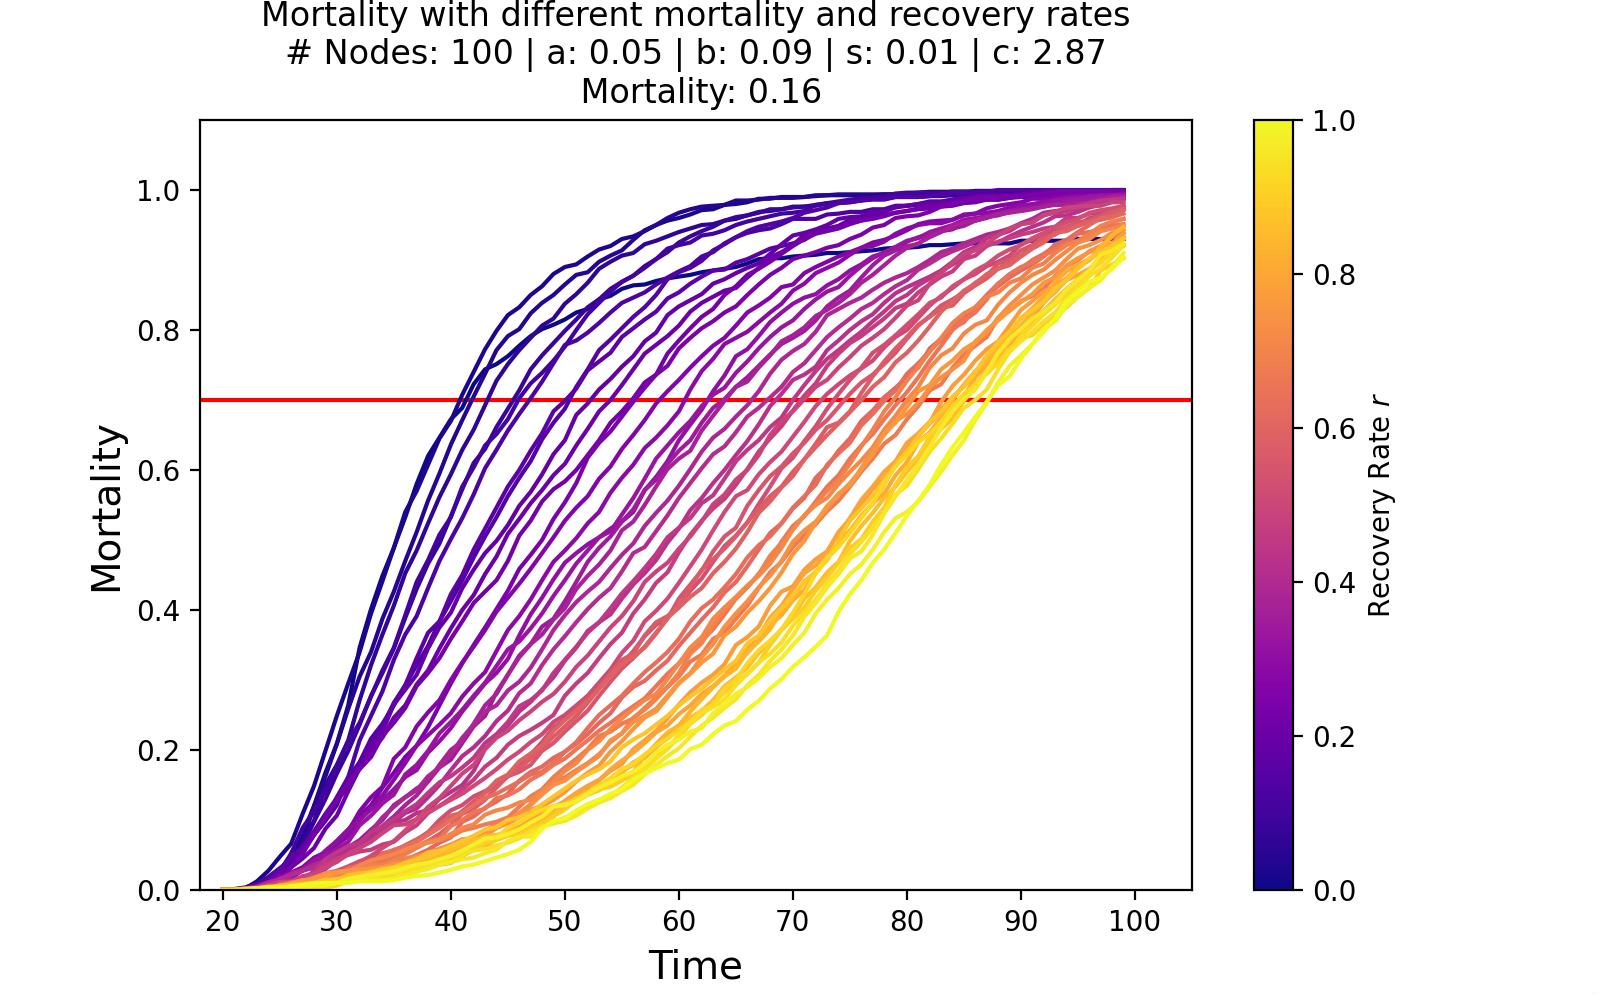 Mortality with different mortality and recovery rates
# Nodes: 100 | a: 0.05 | b: 0.09 | s: 0.01 | c: 2.87
Mortality: 0.16
Mortality
1.0
0.8
0.6
0.4
0.2
0.0
20 30 40 50 60 70 80 90 100
Time
1.0
0.8
0.6
0.4
0.2
0.0
Recovery Rate r